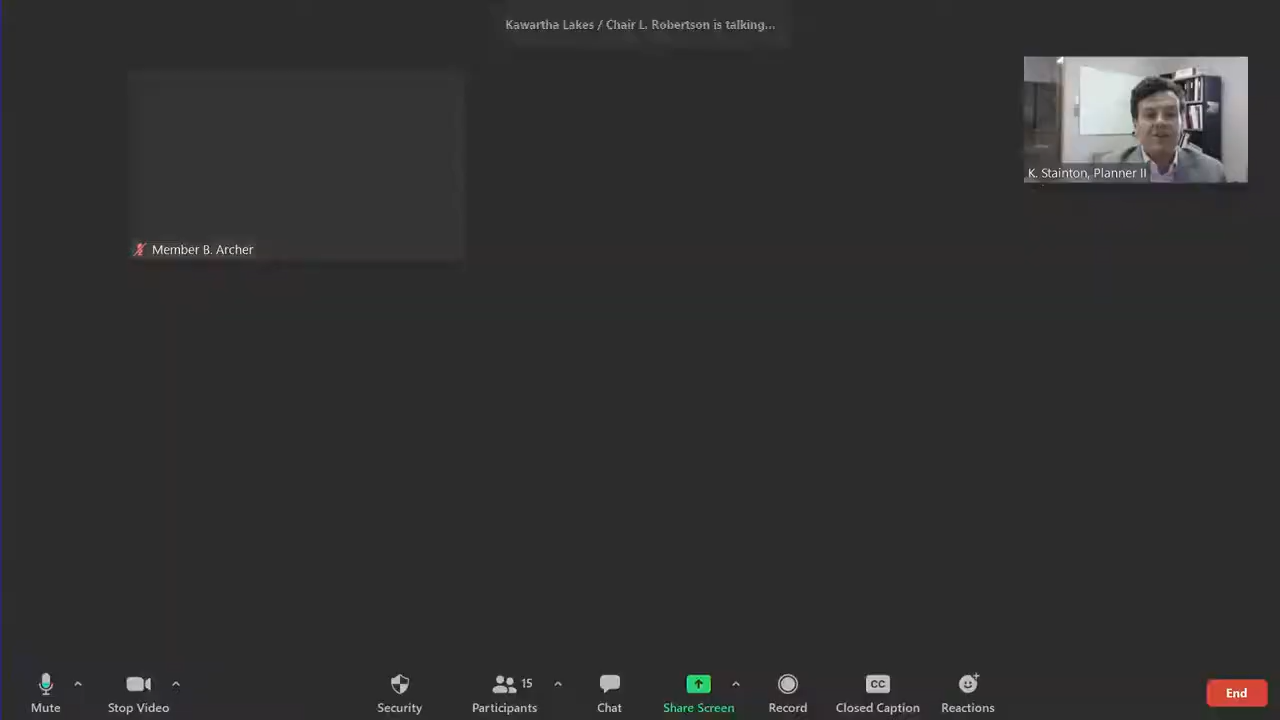 Kawartha Lakes / Chair L. Robertson is talking...
K. Stainton, Planner II
Member B. Archer
15
Mute
Stop Video
Security
Participants
Chat
Share Screen
Record
CC
Closed Caption
Reactions
End